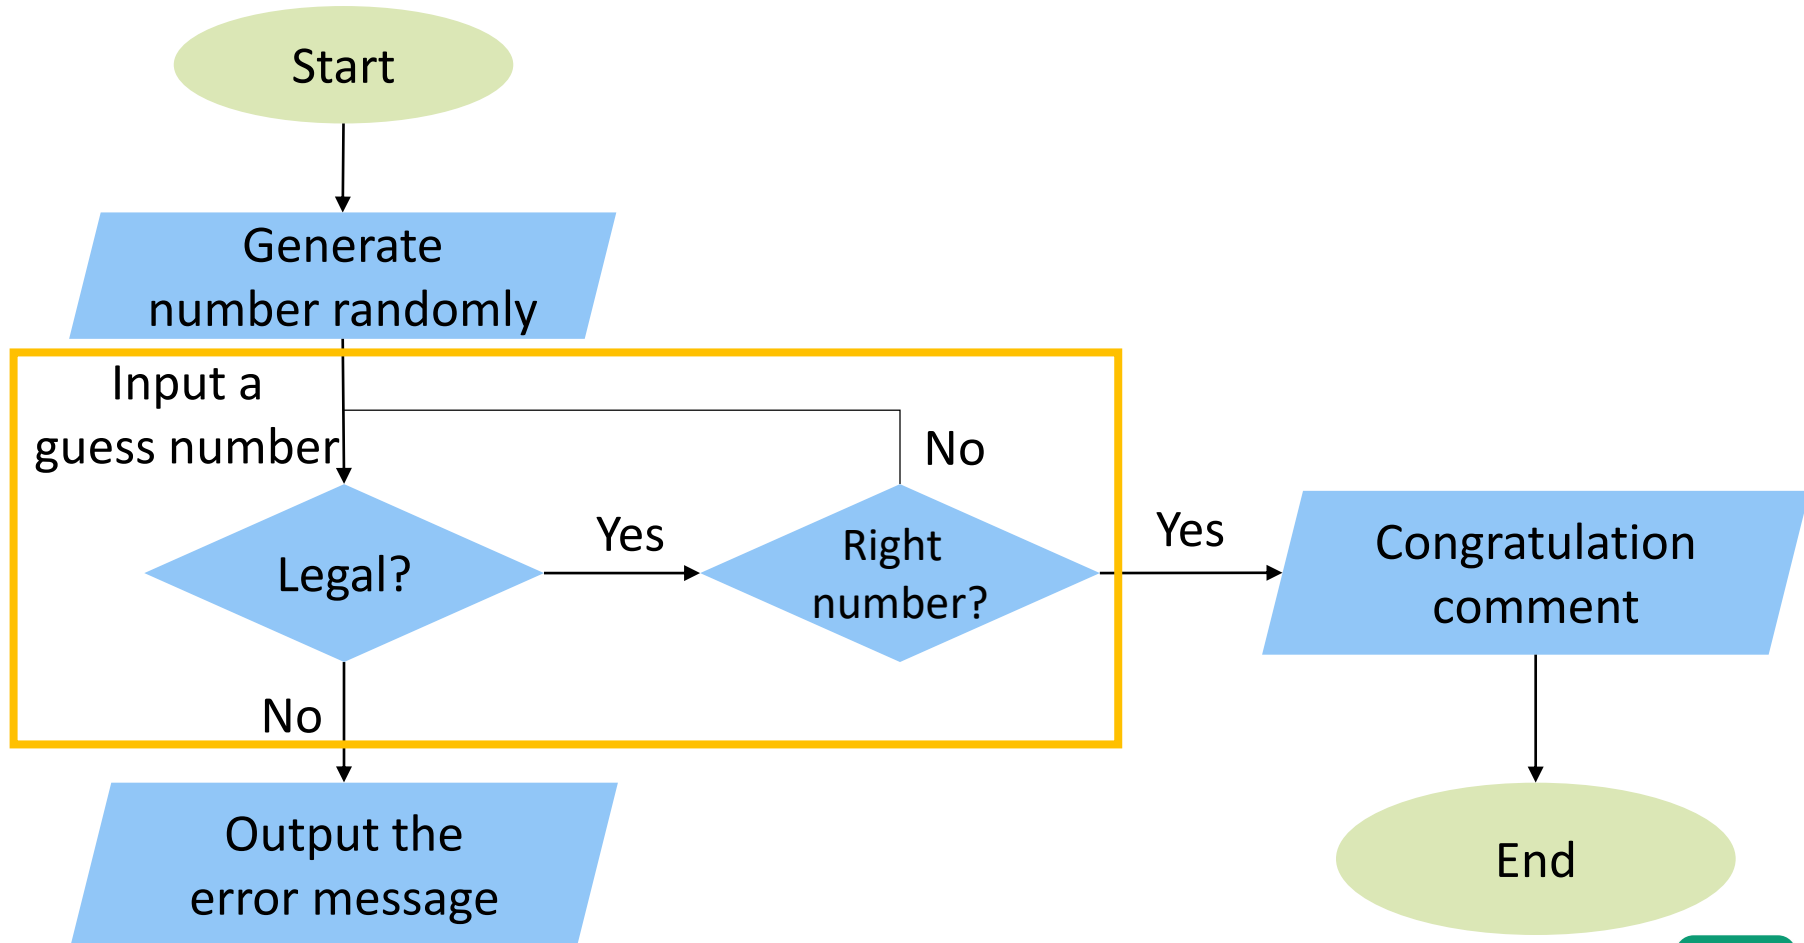 Start
Generate
number randomly
Input a
guess number
No
Legal?
Yes
Right
number?
Yes
Congratulation
comment
No
Output the
error message
End